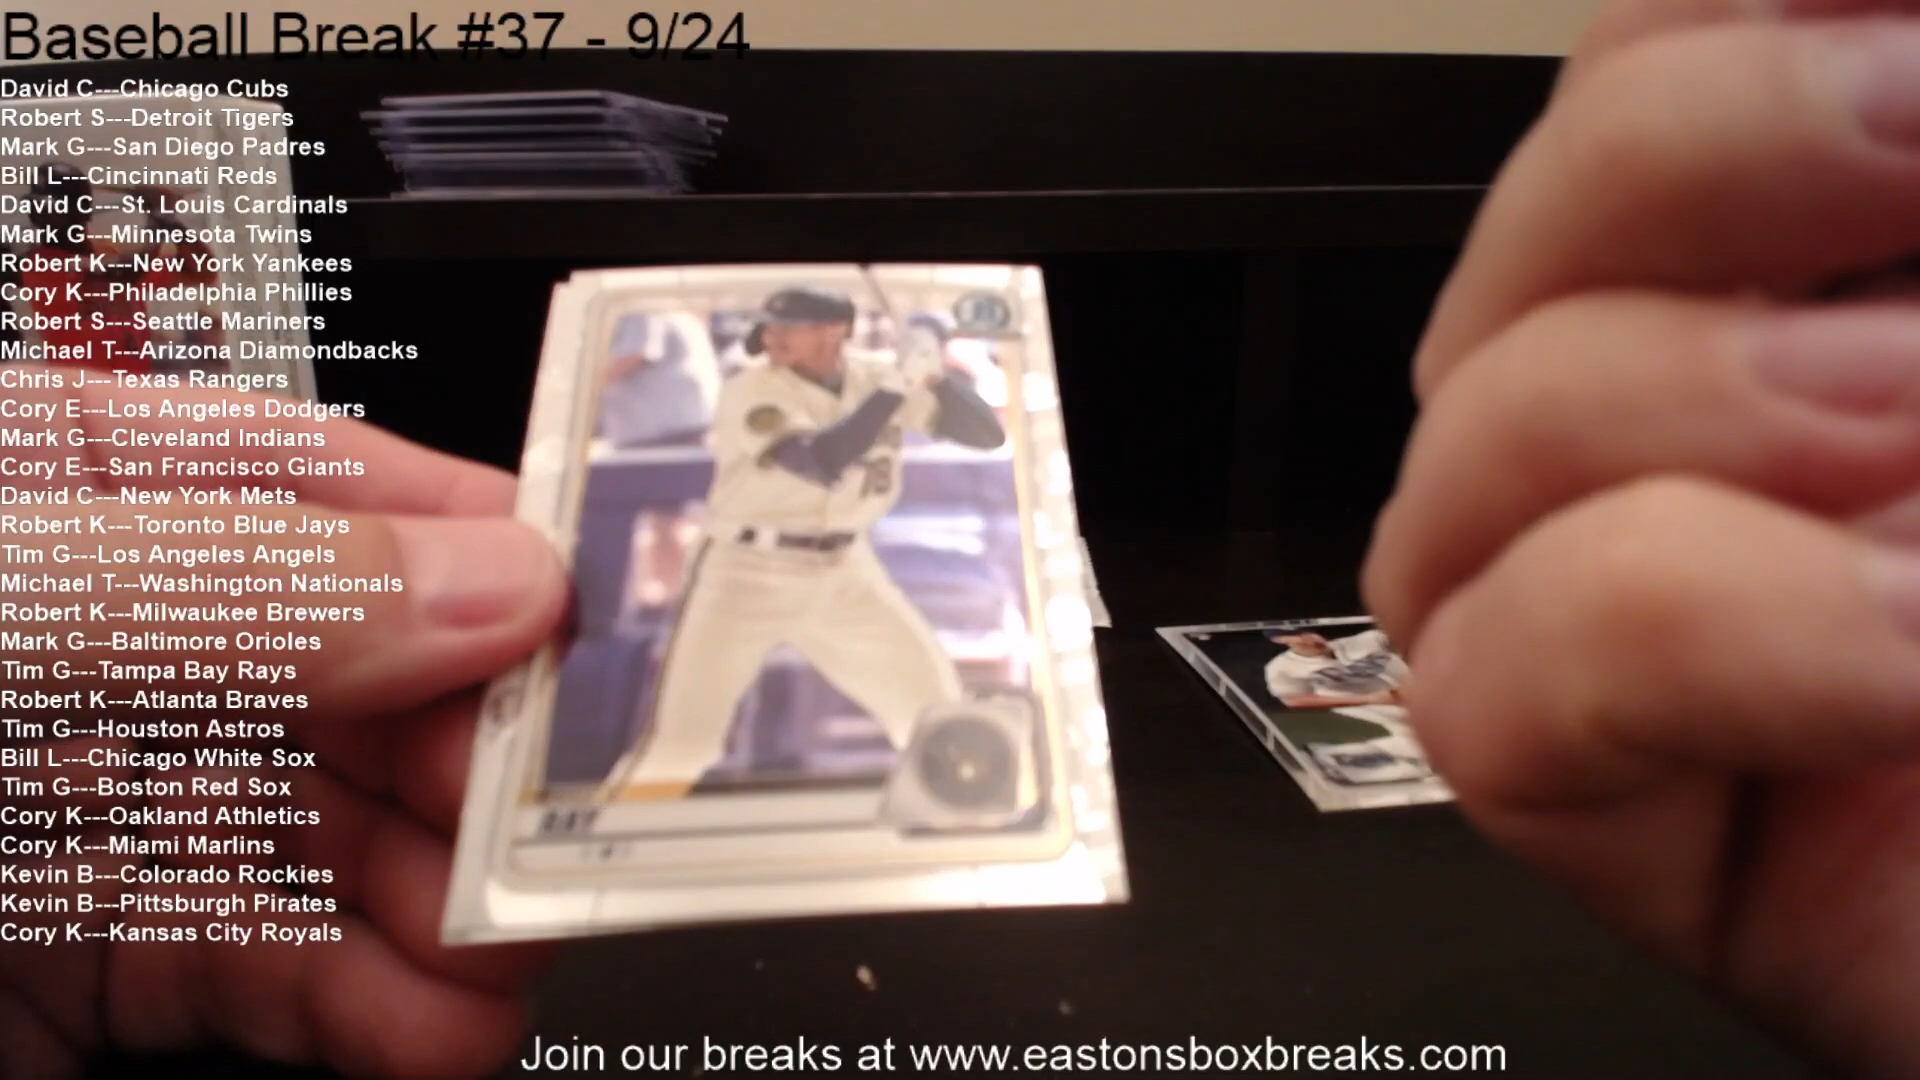 Baseball Break #37 - 9/24
David C---Chicago Cubs
Robert S---Detroit Tigers
Mark G---San Diego Padres
Bill L---Cincinnati Reds
David C---St. Louis Cardinals
Mark G---Minnesota Twins
Robert K---New York Yankees
Cory K---Philadelphia Phillies
Robert S---Seattle Mariners
Michael T---Arizona Diamondbacks
Chris J---Texas Rangers
Cory E---Los Angeles Dodgers
Mark G---Cleveland Indians
Cory E---San Francisco Giants
David C---New York Mets
Robert K---Toronto Blue Jays
Tim G---Los Angeles Angels
Michael T---Washington Nationals
Robert K---Milwaukee Brewers
Mark G---Baltimore Orioles
Tim G---Tampa Bay Rays
Robert K---Atlanta Braves
Tim G---Houston Astros
Bill L---Chicago White Sox
Tim G---Boston Red Sox
Cory K---Oakland Athletics
Cory K---Miami Marlins
Kevin B---Colorado Rockies
Kevin B---Pittsburgh Pirates
Cory K---Kansas City Royals
78
RAY
Join our breaks at www.eastonsboxbreaks.com